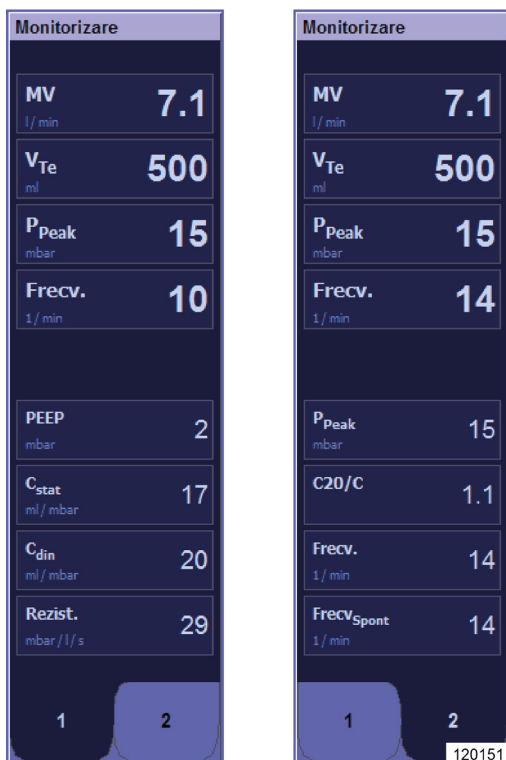 Monitorizare
MV 7.1
l/ min
VTe 500
ml
PPeak 15
mbar
Frecv. 10
1/ min
PEEP 2
mbar
Cstat 17
ml/ mbar
Cdin 20
ml/ mbar
Rezist. 29
mbar/ l/ s
1 2
Monitorizare
MV 7.1
l/ min
VTe 500
ml
PPeak 15
mbar
Frecv. 14
1/ min
PPeak 15
mbar
C20/C 1.1
Frecv. 14
1/ min
FrecvSpont 14
1/ min
1 2
120151